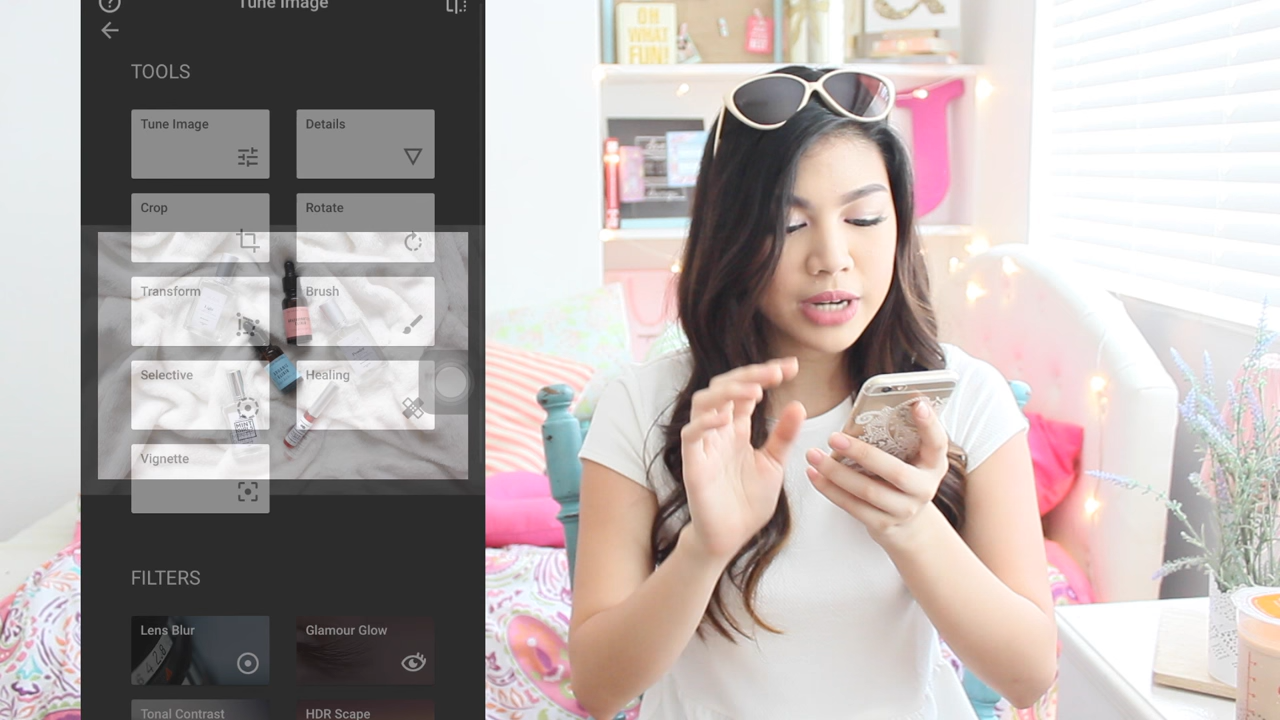 Tune Image
TOOLS
Tune Image
Details
Crop
Rotate
Transform
Brush
Selective
Healing
Vignette
FILTERS
Lens Blur
Glamour Glow
Tonal Contrast
HDR Scape
OH
WHAT
FUN!